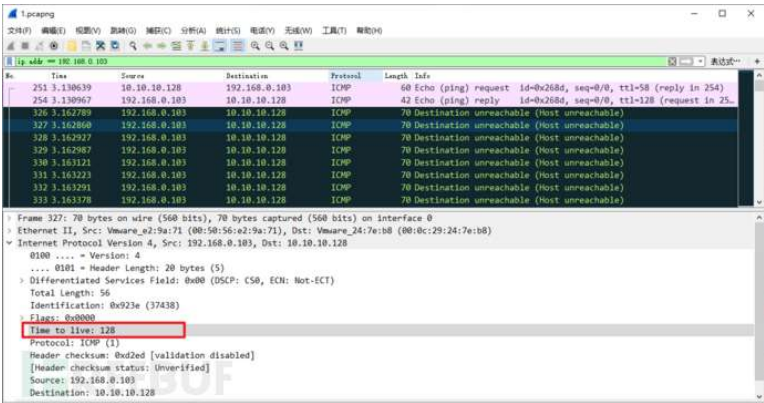 1.pcapng
文件(F) 编辑(E) 视图(V) 跳转(G) 捕获(C) 分析(A) 统计(S) 电话(Y) 无线(W) 工具(T) 帮助(H)
ip.addr == 192.168.0.103 表达式… +
No. Time Source Destination Protocol Length Info
251 3.130639 10.10.10.128 192.168.0.103 ICMP 60 Echo (ping) request id=0x268d, seq=0/0, ttl=58 (reply in 254)
254 3.130967 192.168.0.103 10.10.10.128 ICMP 42 Echo (ping) reply id=0x268d, seq=0/0, ttl=128 (request in 25…
326 3.162789 192.168.0.103 10.10.10.128 ICMP 70 Destination unreachable (Host unreachable)
327 3.162860 192.168.0.103 10.10.10.128 ICMP 70 Destination unreachable (Host unreachable)
328 3.162927 192.168.0.103 10.10.10.128 ICMP 70 Destination unreachable (Host unreachable)
329 3.162987 192.168.0.103 10.10.10.128 ICMP 70 Destination unreachable (Host unreachable)
330 3.163121 192.168.0.103 10.10.10.128 ICMP 70 Destination unreachable (Host unreachable)
331 3.163223 192.168.0.103 10.10.10.128 ICMP 70 Destination unreachable (Host unreachable)
332 3.163291 192.168.0.103 10.10.10.128 ICMP 70 Destination unreachable (Host unreachable)
333 3.163378 192.168.0.103 10.10.10.128 ICMP 70 Destination unreachable (Host unreachable)
Frame 327: 70 bytes on wire (560 bits), 70 bytes captured (560 bits) on interface 0
Ethernet II, Src: Vmware_e2:9a:71 (00:50:56:e2:9a:71), Dst: Vmware_24:7e:b8 (00:0c:29:24:7e:b8)
Internet Protocol Version 4, Src: 192.168.0.103, Dst: 10.10.10.128
0100 .... = Version: 4
.... 0101 = Header Length: 20 bytes (5)
Differentiated Services Field: 0x00 (DSCP: CS0, ECN: Not-ECT)
Total Length: 56
Identification: 0x923e (37438)
Flags: 0x0000
Time to live: 128
Protocol: ICMP (1)
Header checksum: 0xd2ed [validation disabled]
[Header checksum status: Unverified]
Source: 192.168.0.103
Destination: 10.10.10.128